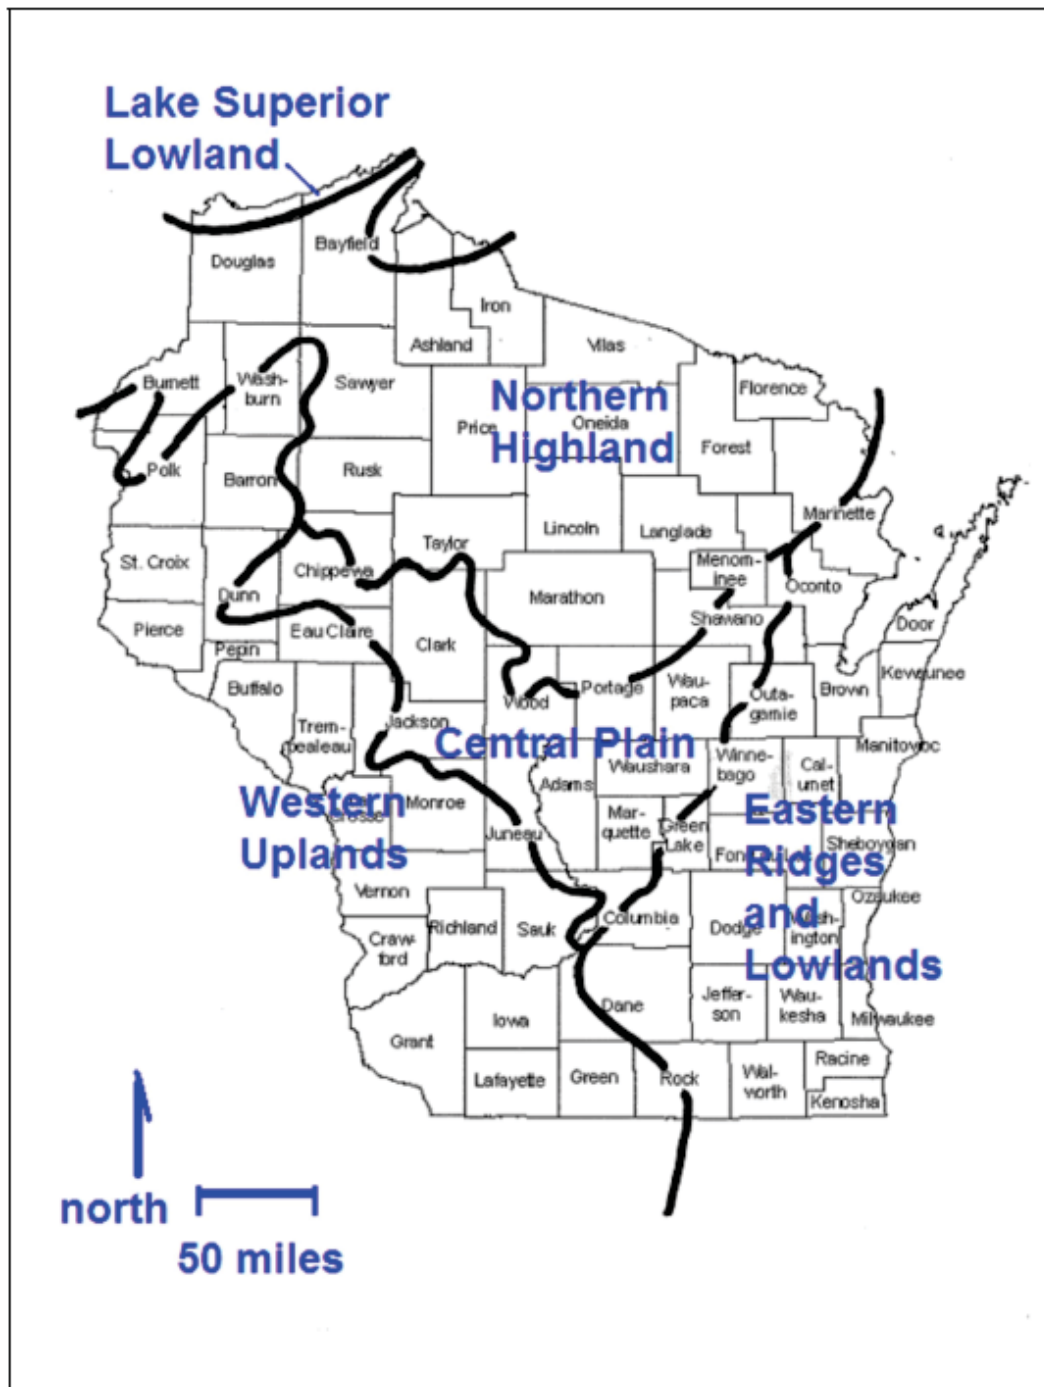 Lake Superior
Lowland
Bayfield
Douglas
Iron
Ashland
Vilas
Burnett
Wash-
burn
Sawyer
Florence
Northern
Highland
Price
Oneida
Forest
Polk
Barron
Rusk
Marinette
Lincoln
Langlade
Taylor
St. Croix
Chippewa
Menom-
inee
Oconto
Dunn
Marathon
Shawano
Door
Pierce
Eau Claire
Clark
Pepin
Kewaunee
Buffalo
Wood
Portage
Wau-
paca
Outa-
gamie
Brown
Jackson
Trem-
pealeau
Central Plain
Manitowoc
Waushara
Winne-
bago
Cal-
umet
Adams
Western
Uplands
Crosse
Monroe
Mar-
quette
Green
Lake
Eastern
Ridges
and
Lowlands
Juneau
Sheboygan
Vernon
Ozaukee
Richland
Sauk
Columbia
Dodge
Wash-
ington
Craw-
ford
Dane
Jeffer-
son
Wau-
kesha
Milwaukee
Iowa
Grant
Lafayette
Green
Rock
Wal-
worth
Racine
Kenosha
north
50 miles